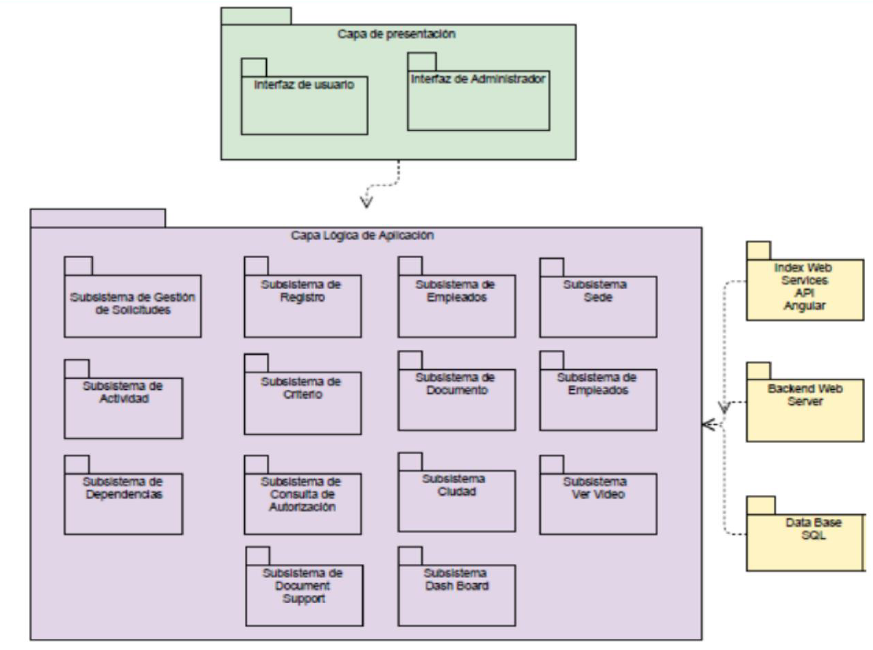 Capa de presentación
Interfaz de usuario
Interfaz de Administrador
Capa Lógica de Aplicación
Subsistema de Gestión
de Solicitudes
Subsistema de
Registro
Subsistema de
Empleados
Subsistema
Sede
Subsistema de
Actividad
Subsistema de
Criterio
Subsistema de
Documento
Subsistema de
Empleados
Subsistema de
Dependencias
Subsistema de
Consulta de
Autorización
Subsistema
Ciudad
Subsistema
Ver Video
Subsistema de
Document
Support
Subsistema
Dash Board
Index Web
Services
API
Angular
Backend Web
Server
Data Base
SQL